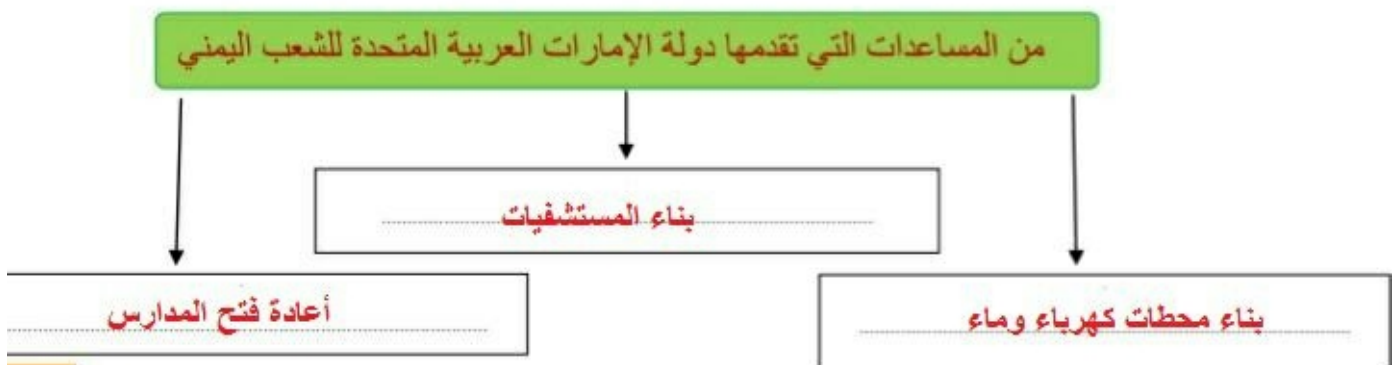 من المساعدات التي تقدمها دولة الإمارات العربية المتحدة للشعب اليمني
بناء المستشفيات
بناء محطات كهرباء وماء
أعادة فتح المدارس